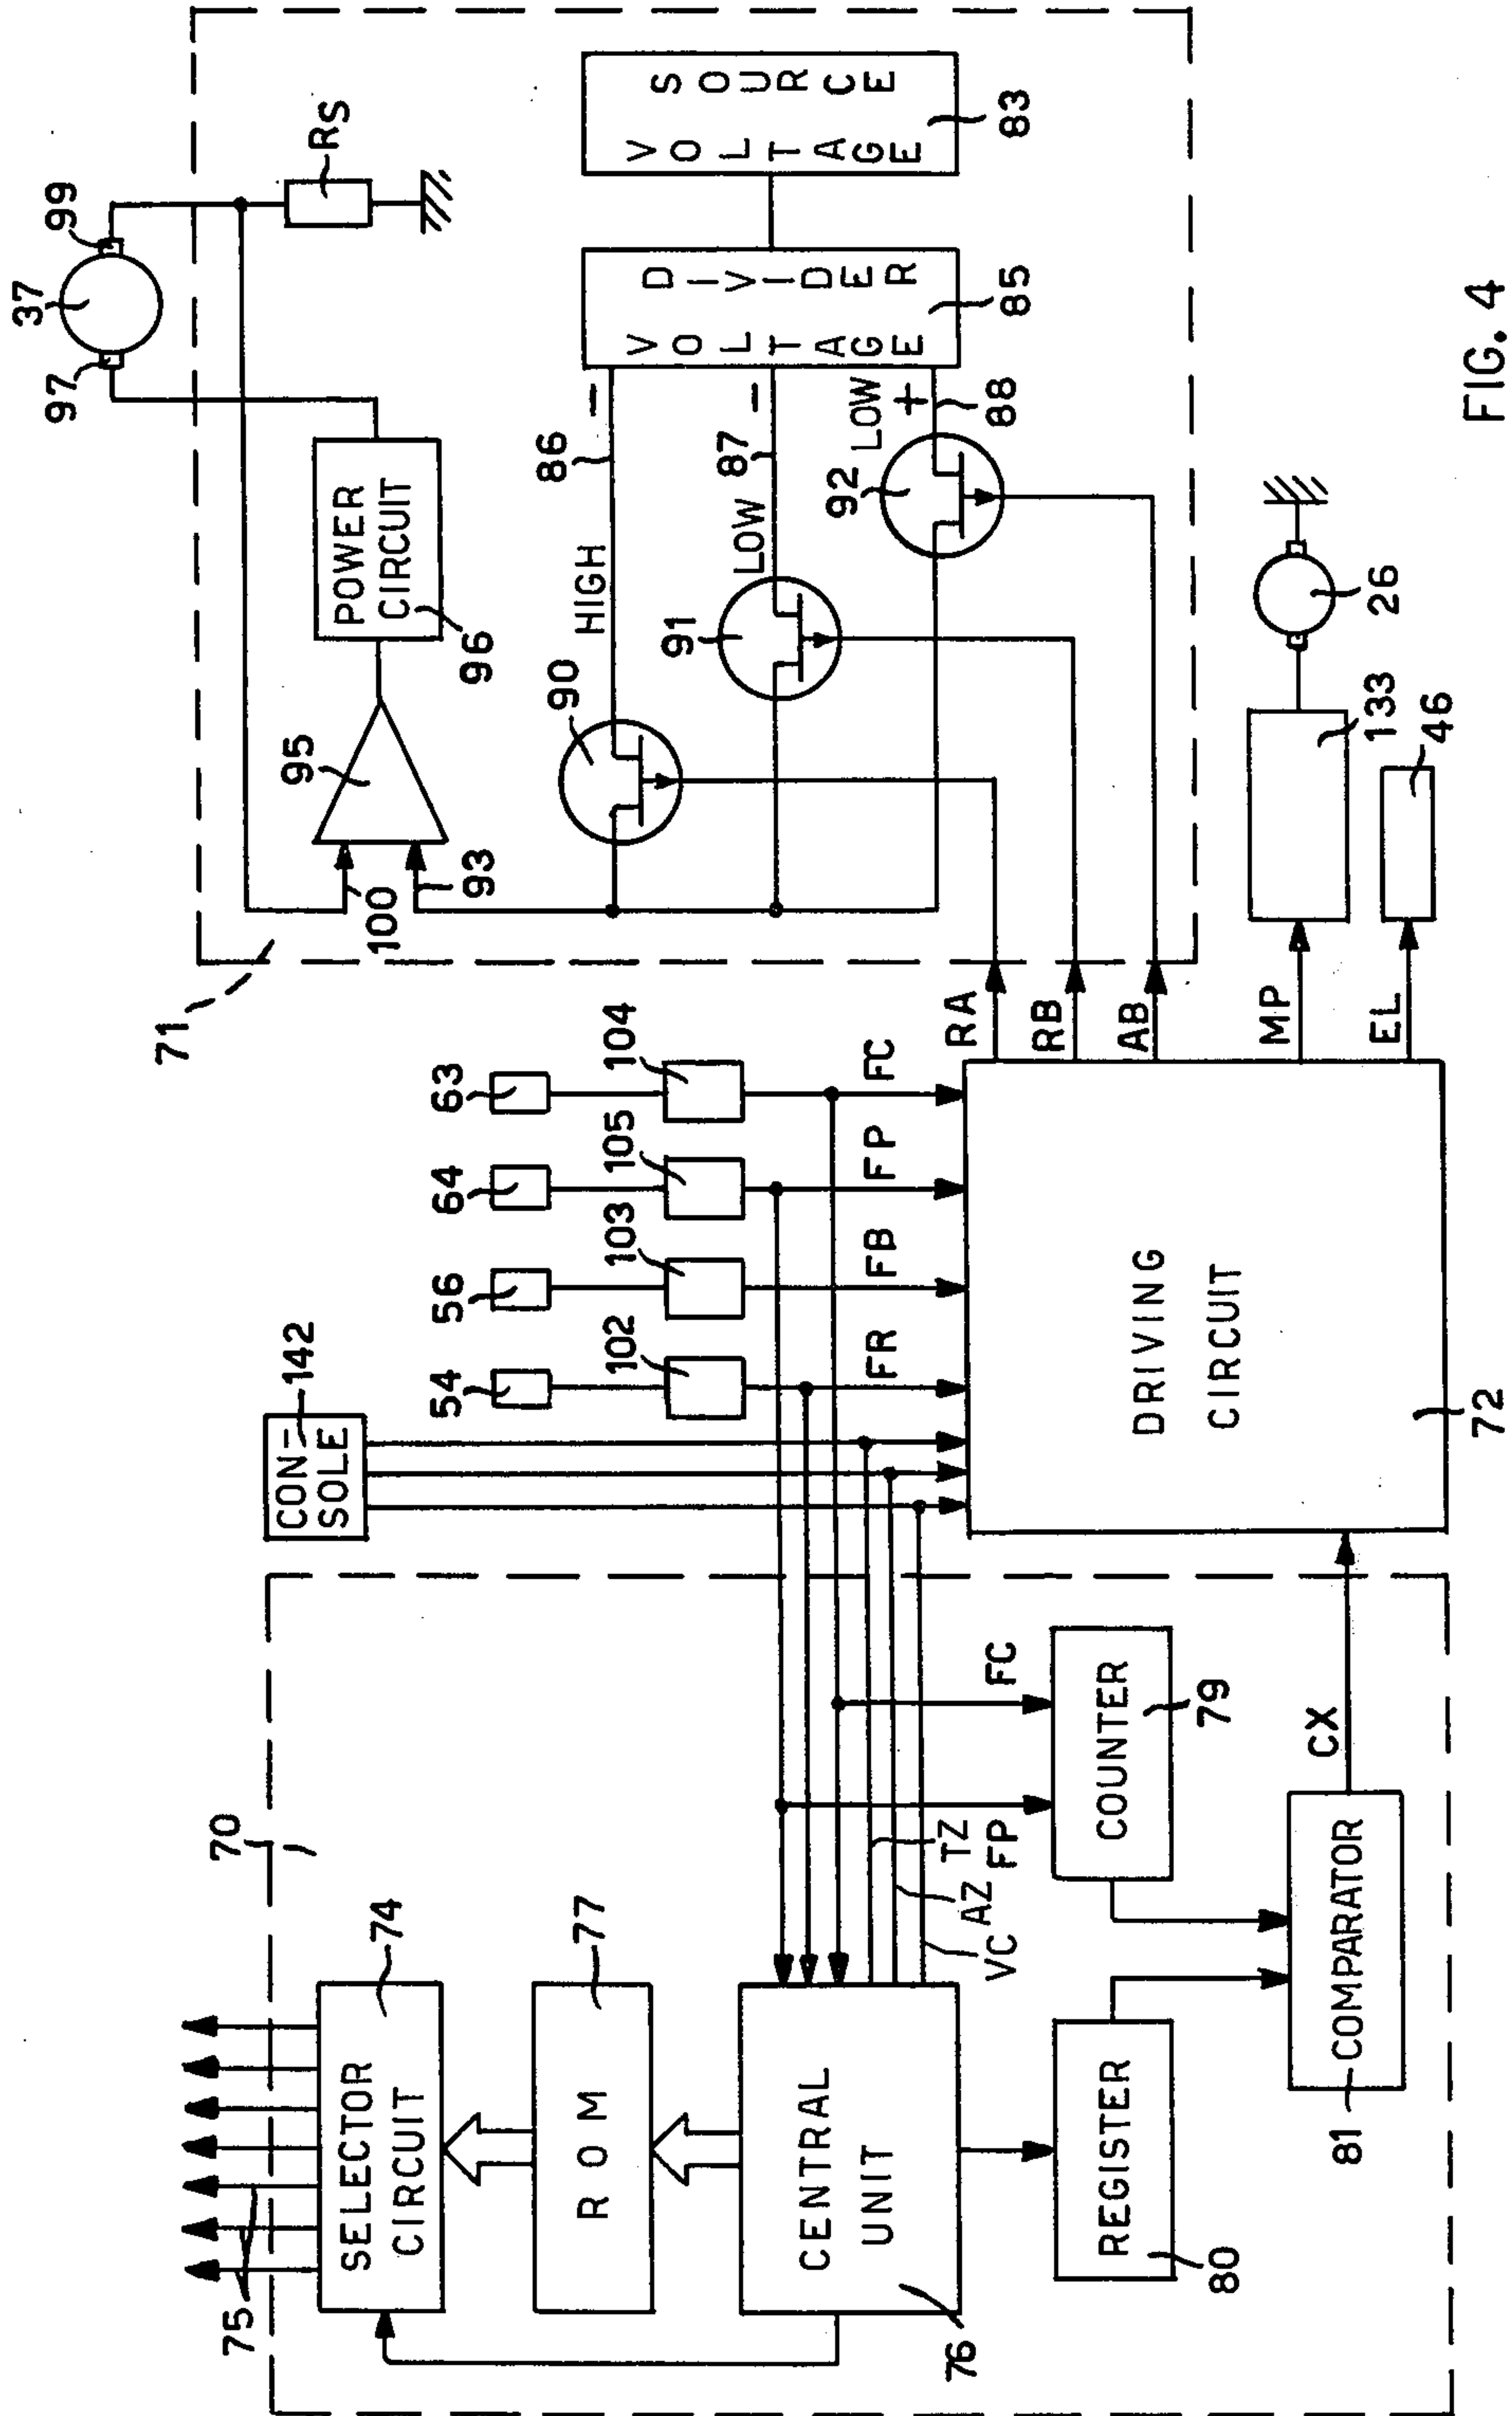 37
97
99
RS
71
100
95
93
POWER
CIRCUIT
96
90
HIGH
86
–
91
LOW
87
–
92
LOW
+
88
VOLTAGE
DIVIDER
85
VOLTAGE
SOURCE
83
RA
RB
AB
MP
EL
133
46
26
CON-
SOLE
142
54
56
64
63
102
103
105
104
FR
FB
FP
FC
DRIVING
CIRCUIT
72
70
75
SELECTOR
CIRCUIT
74
ROM
77
CENTRAL
UNIT
76
VC
AZ
TZ
FP
FC
COUNTER
79
REGISTER
80
81
COMPARATOR
CX
FIG. 4